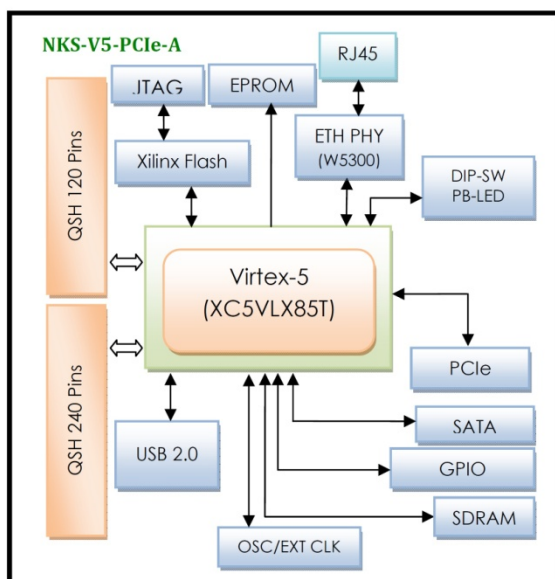 NKS-V5-PCIe-A
RJ45
JTAG
EPROM
ETH PHY
(W5300)
Xilinx Flash
DIP-SW
PB-LED
QSH 120 Pins
Virtex-5
(XC5VLX85T)
QSH 240 Pins
PCIe
SATA
USB 2.0
GPIO
SDRAM
OSC/EXT CLK